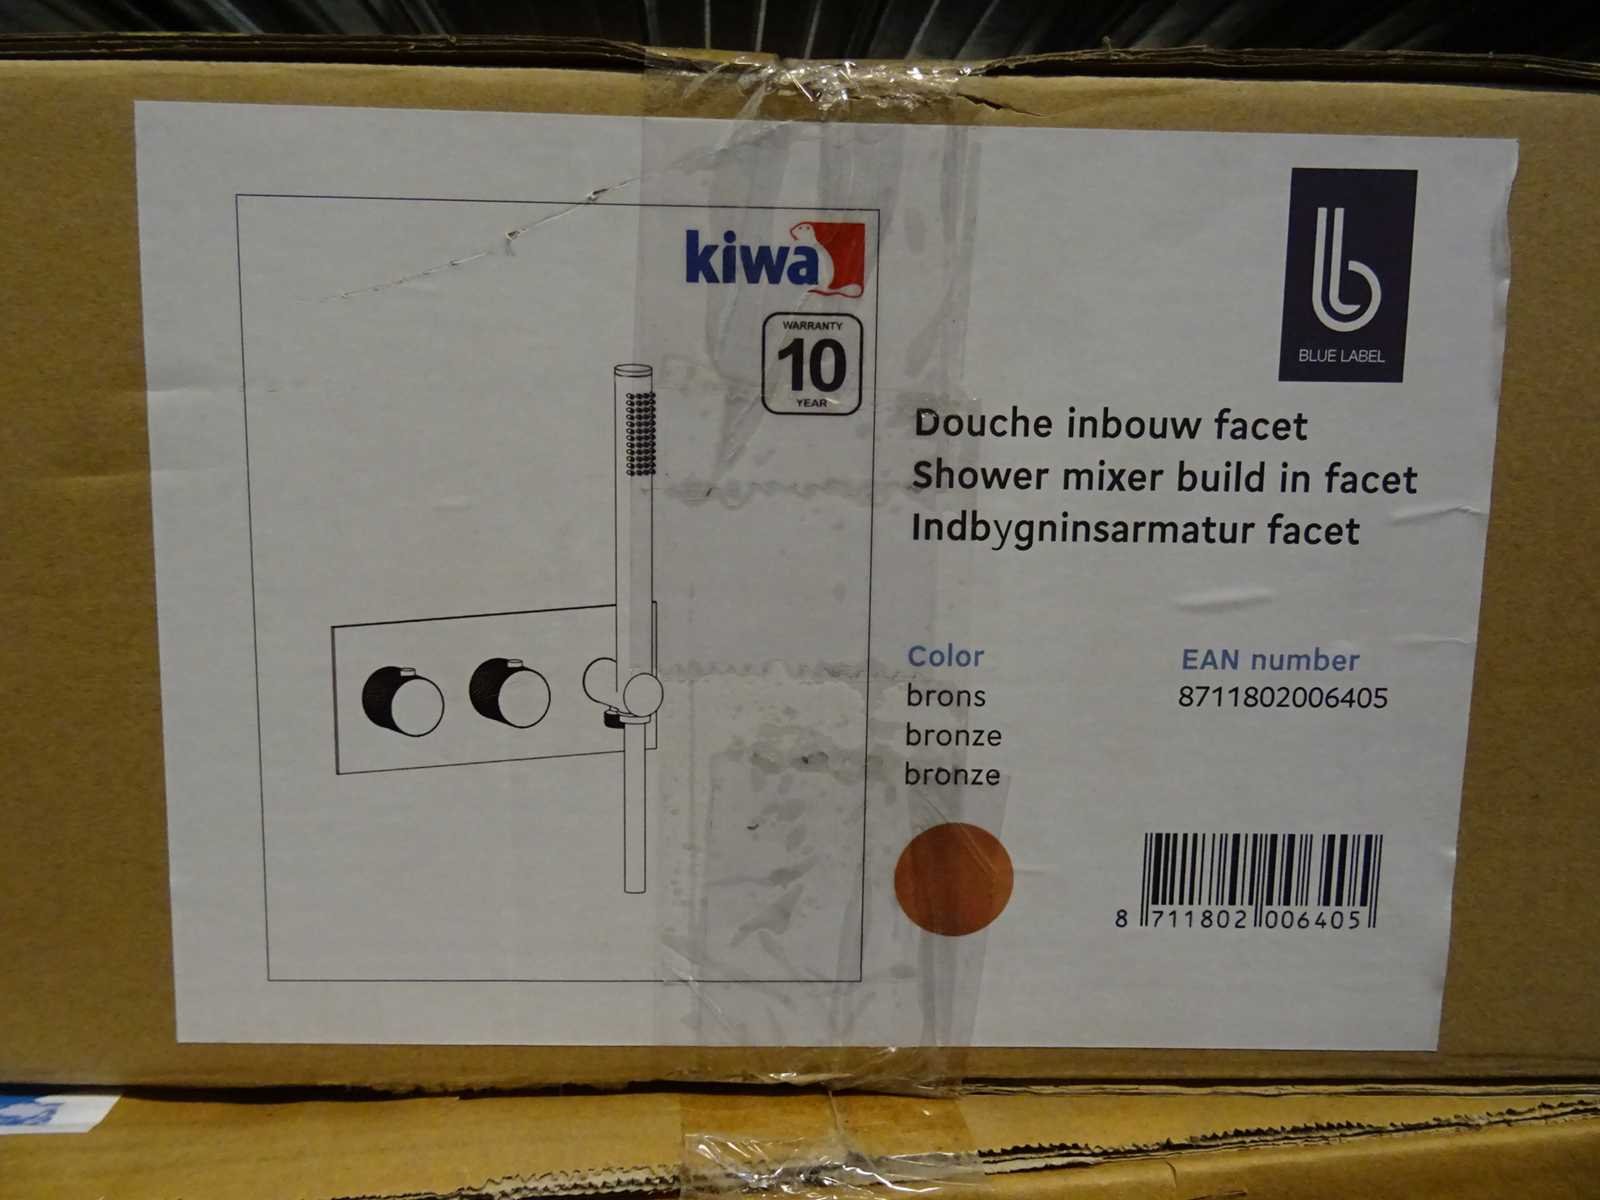 kiwa
WARRANTY
10
YEAR
BLUE LABEL
Douche inbouw facet
Shower mixer build in facet
Indbygninsarmatur facet
Color
brons
bronze
bronze
EAN number
8711802006405
8 711802 006405